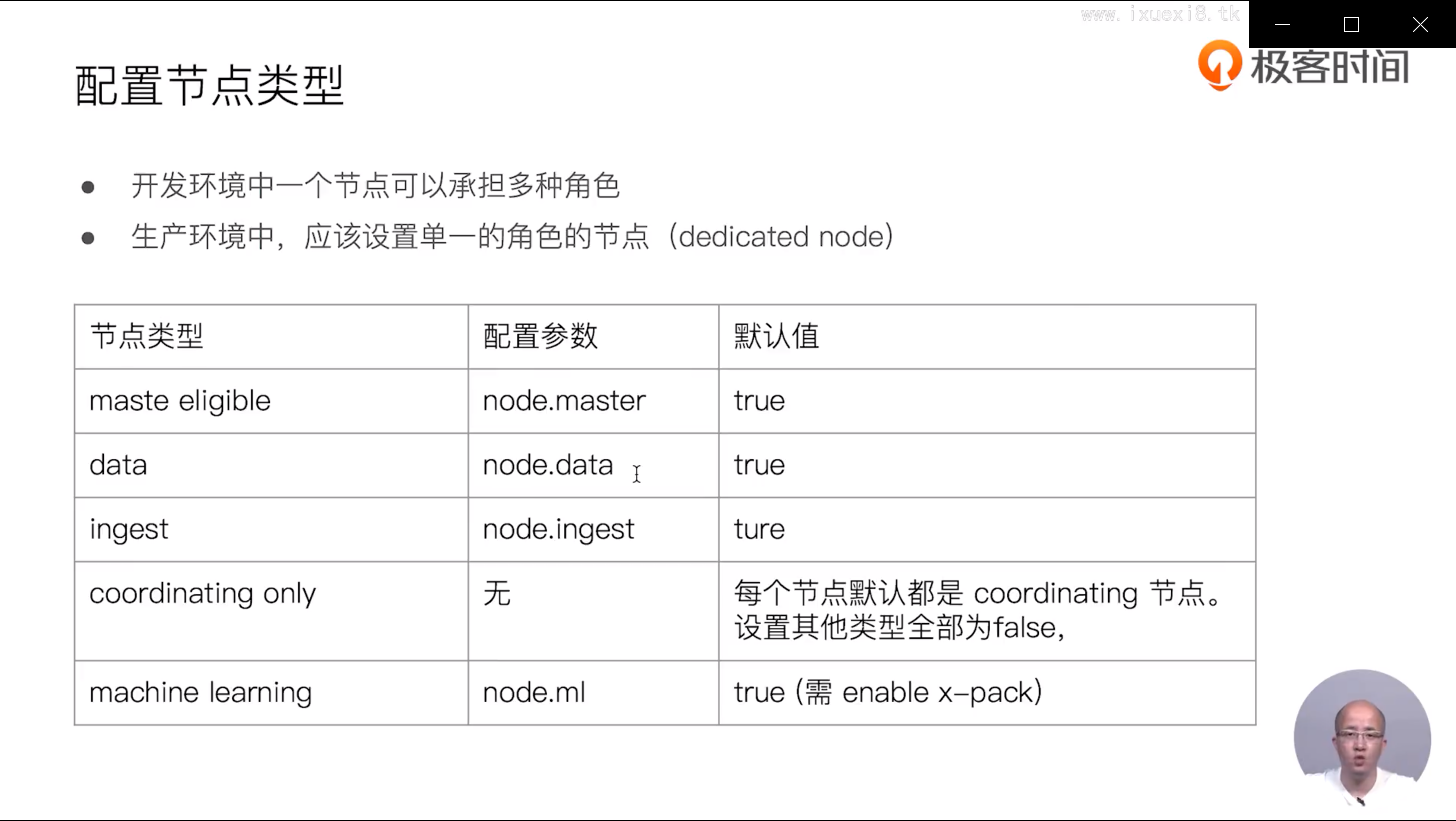 www.ixuexi8.tk
极客时间
配置节点类型
● 开发环境中一个节点可以承担多种角色
● 生产环境中，应该设置单一的角色的节点（dedicated node）
节点类型 配置参数 默认值
maste eligible node.master true
data node.data true
ingest node.ingest ture
coordinating only 无 每个节点默认都是 coordinating 节点。
设置其他类型全部为false,
machine learning node.ml true (需 enable x-pack)